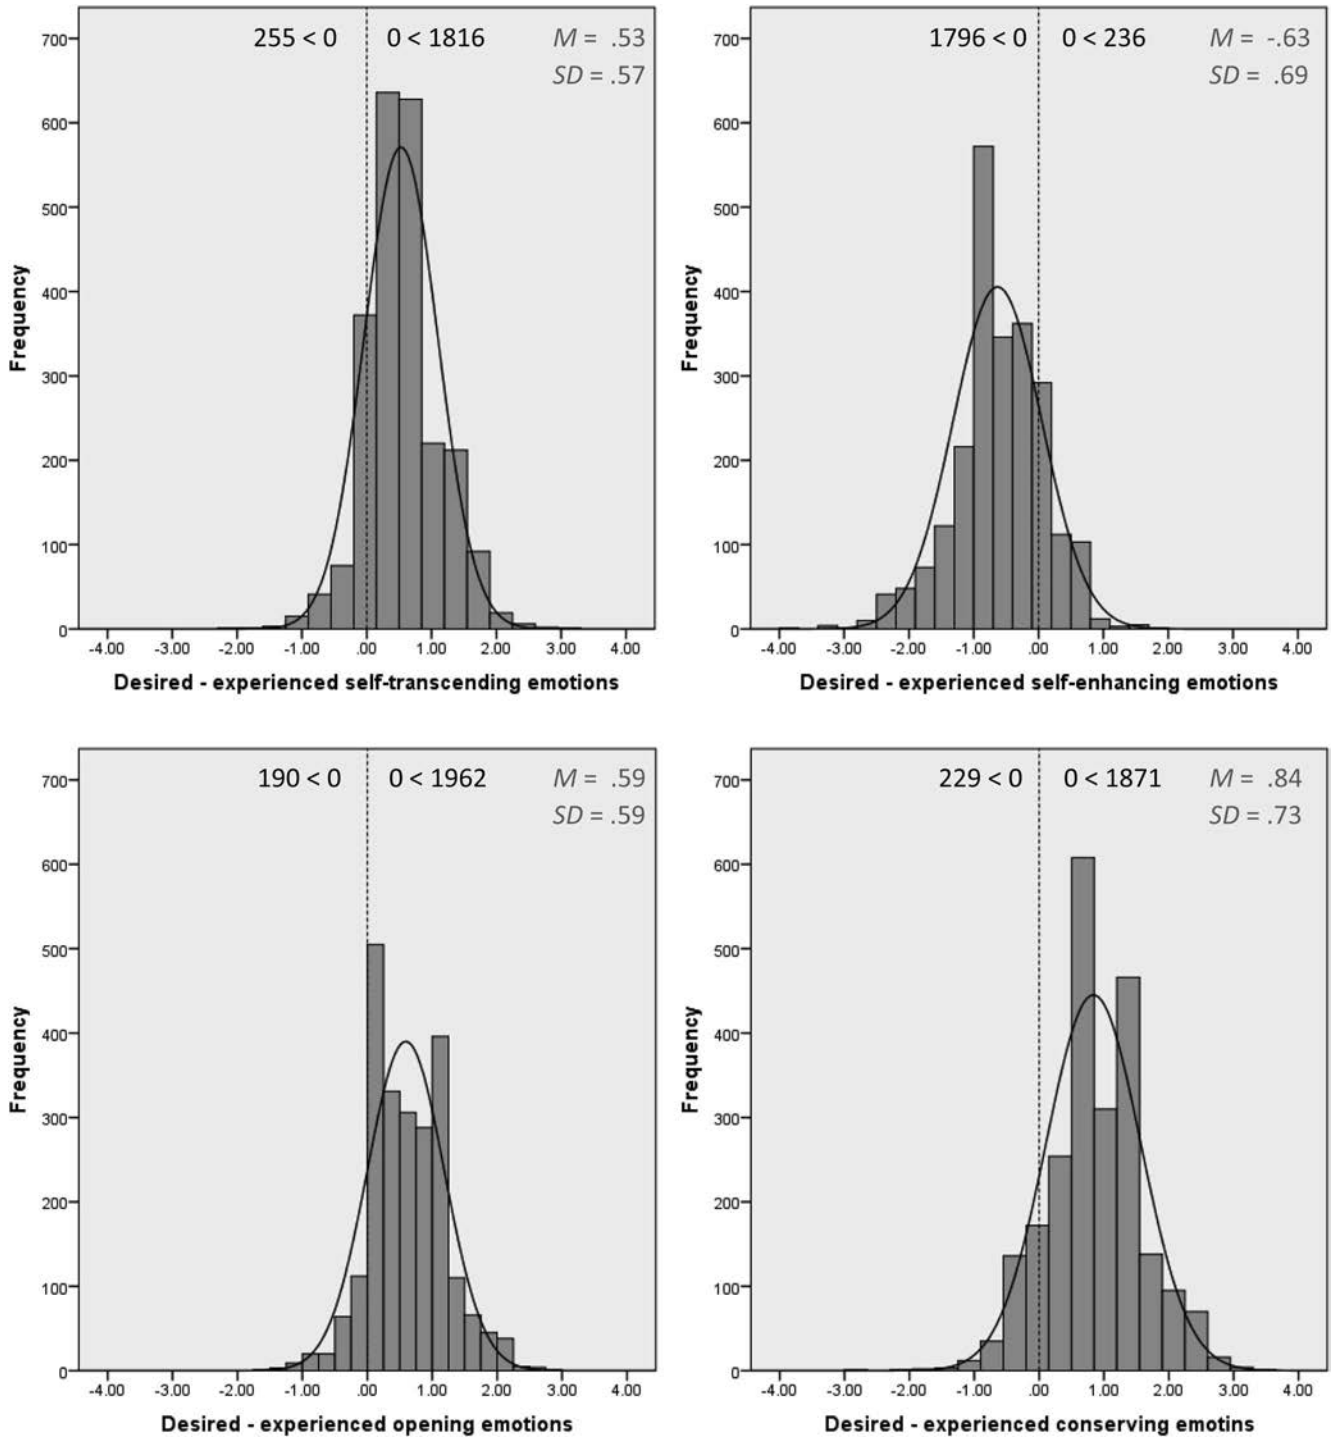 255 < 0 0 < 1816 M = .53
SD = .57
700
600
500
400
300
200
100
0
Frequency
-4.00 -3.00 -2.00 -1.00 .00 1.00 2.00 3.00 4.00
Desired - experienced self-transcending emotions
1796 < 0 0 < 236 M = -.63
SD = .69
700
600
500
400
300
200
100
0
Frequency
-4.00 -3.00 -2.00 -1.00 .00 1.00 2.00 3.00 4.00
Desired - experienced self-enhancing emotions
190 < 0 0 < 1962 M = .59
SD = .59
700
600
500
400
300
200
100
0
Frequency
-4.00 -3.00 -2.00 -1.00 .00 1.00 2.00 3.00 4.00
Desired - experienced opening emotions
229 < 0 0 < 1871 M = .84
SD = .73
700
600
500
400
300
200
100
0
Frequency
-4.00 -3.00 -2.00 -1.00 .00 1.00 2.00 3.00 4.00
Desired - experienced conserving emotins